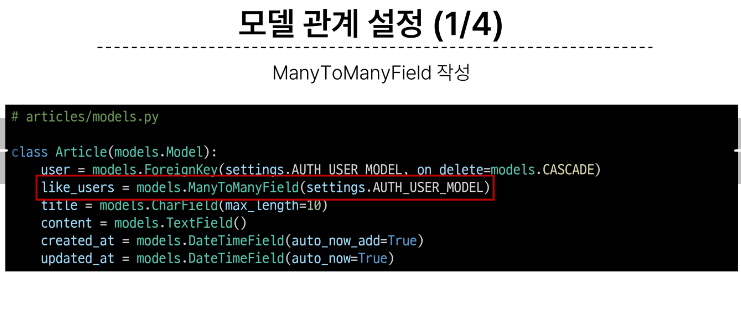 모델 관계 설정 (1/4)
ManyToManyField 작성
# articles/models.py
class Article(models.Model):
user = models.ForeignKey(settings.AUTH_USER_MODEL, on_delete=models.CASCADE)
like_users = models.ManyToManyField(settings.AUTH_USER_MODEL)
title = models.CharField(max_length=10)
content = models.TextField()
created_at = models.DateTimeField(auto_now_add=True)
updated_at = models.DateTimeField(auto_now=True)